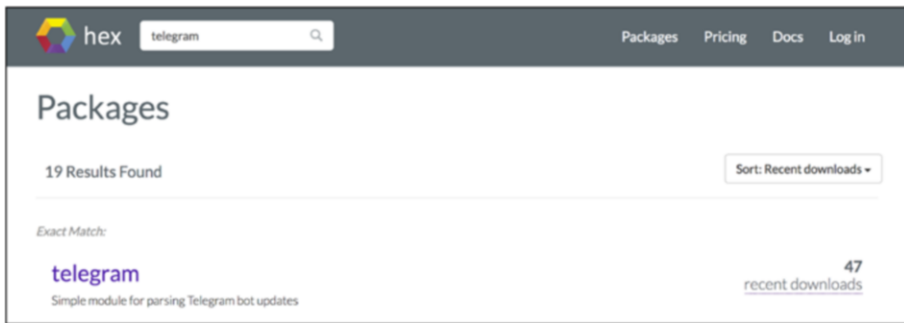 hex telegram Packages Pricing Docs Log in
Packages
19 Results Found Sort: Recent downloads
Exact Match:
telegram 47
Simple module for parsing Telegram bot updates recent downloads